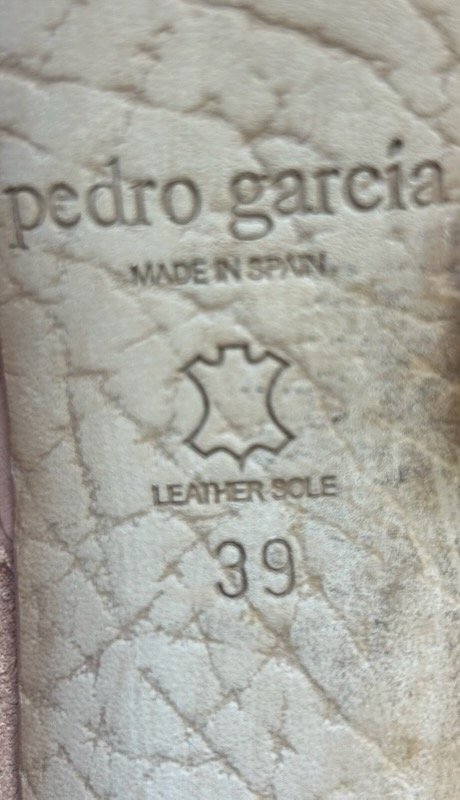 pedro garcía
MADE IN SPAIN
LEATHER SOLE
39